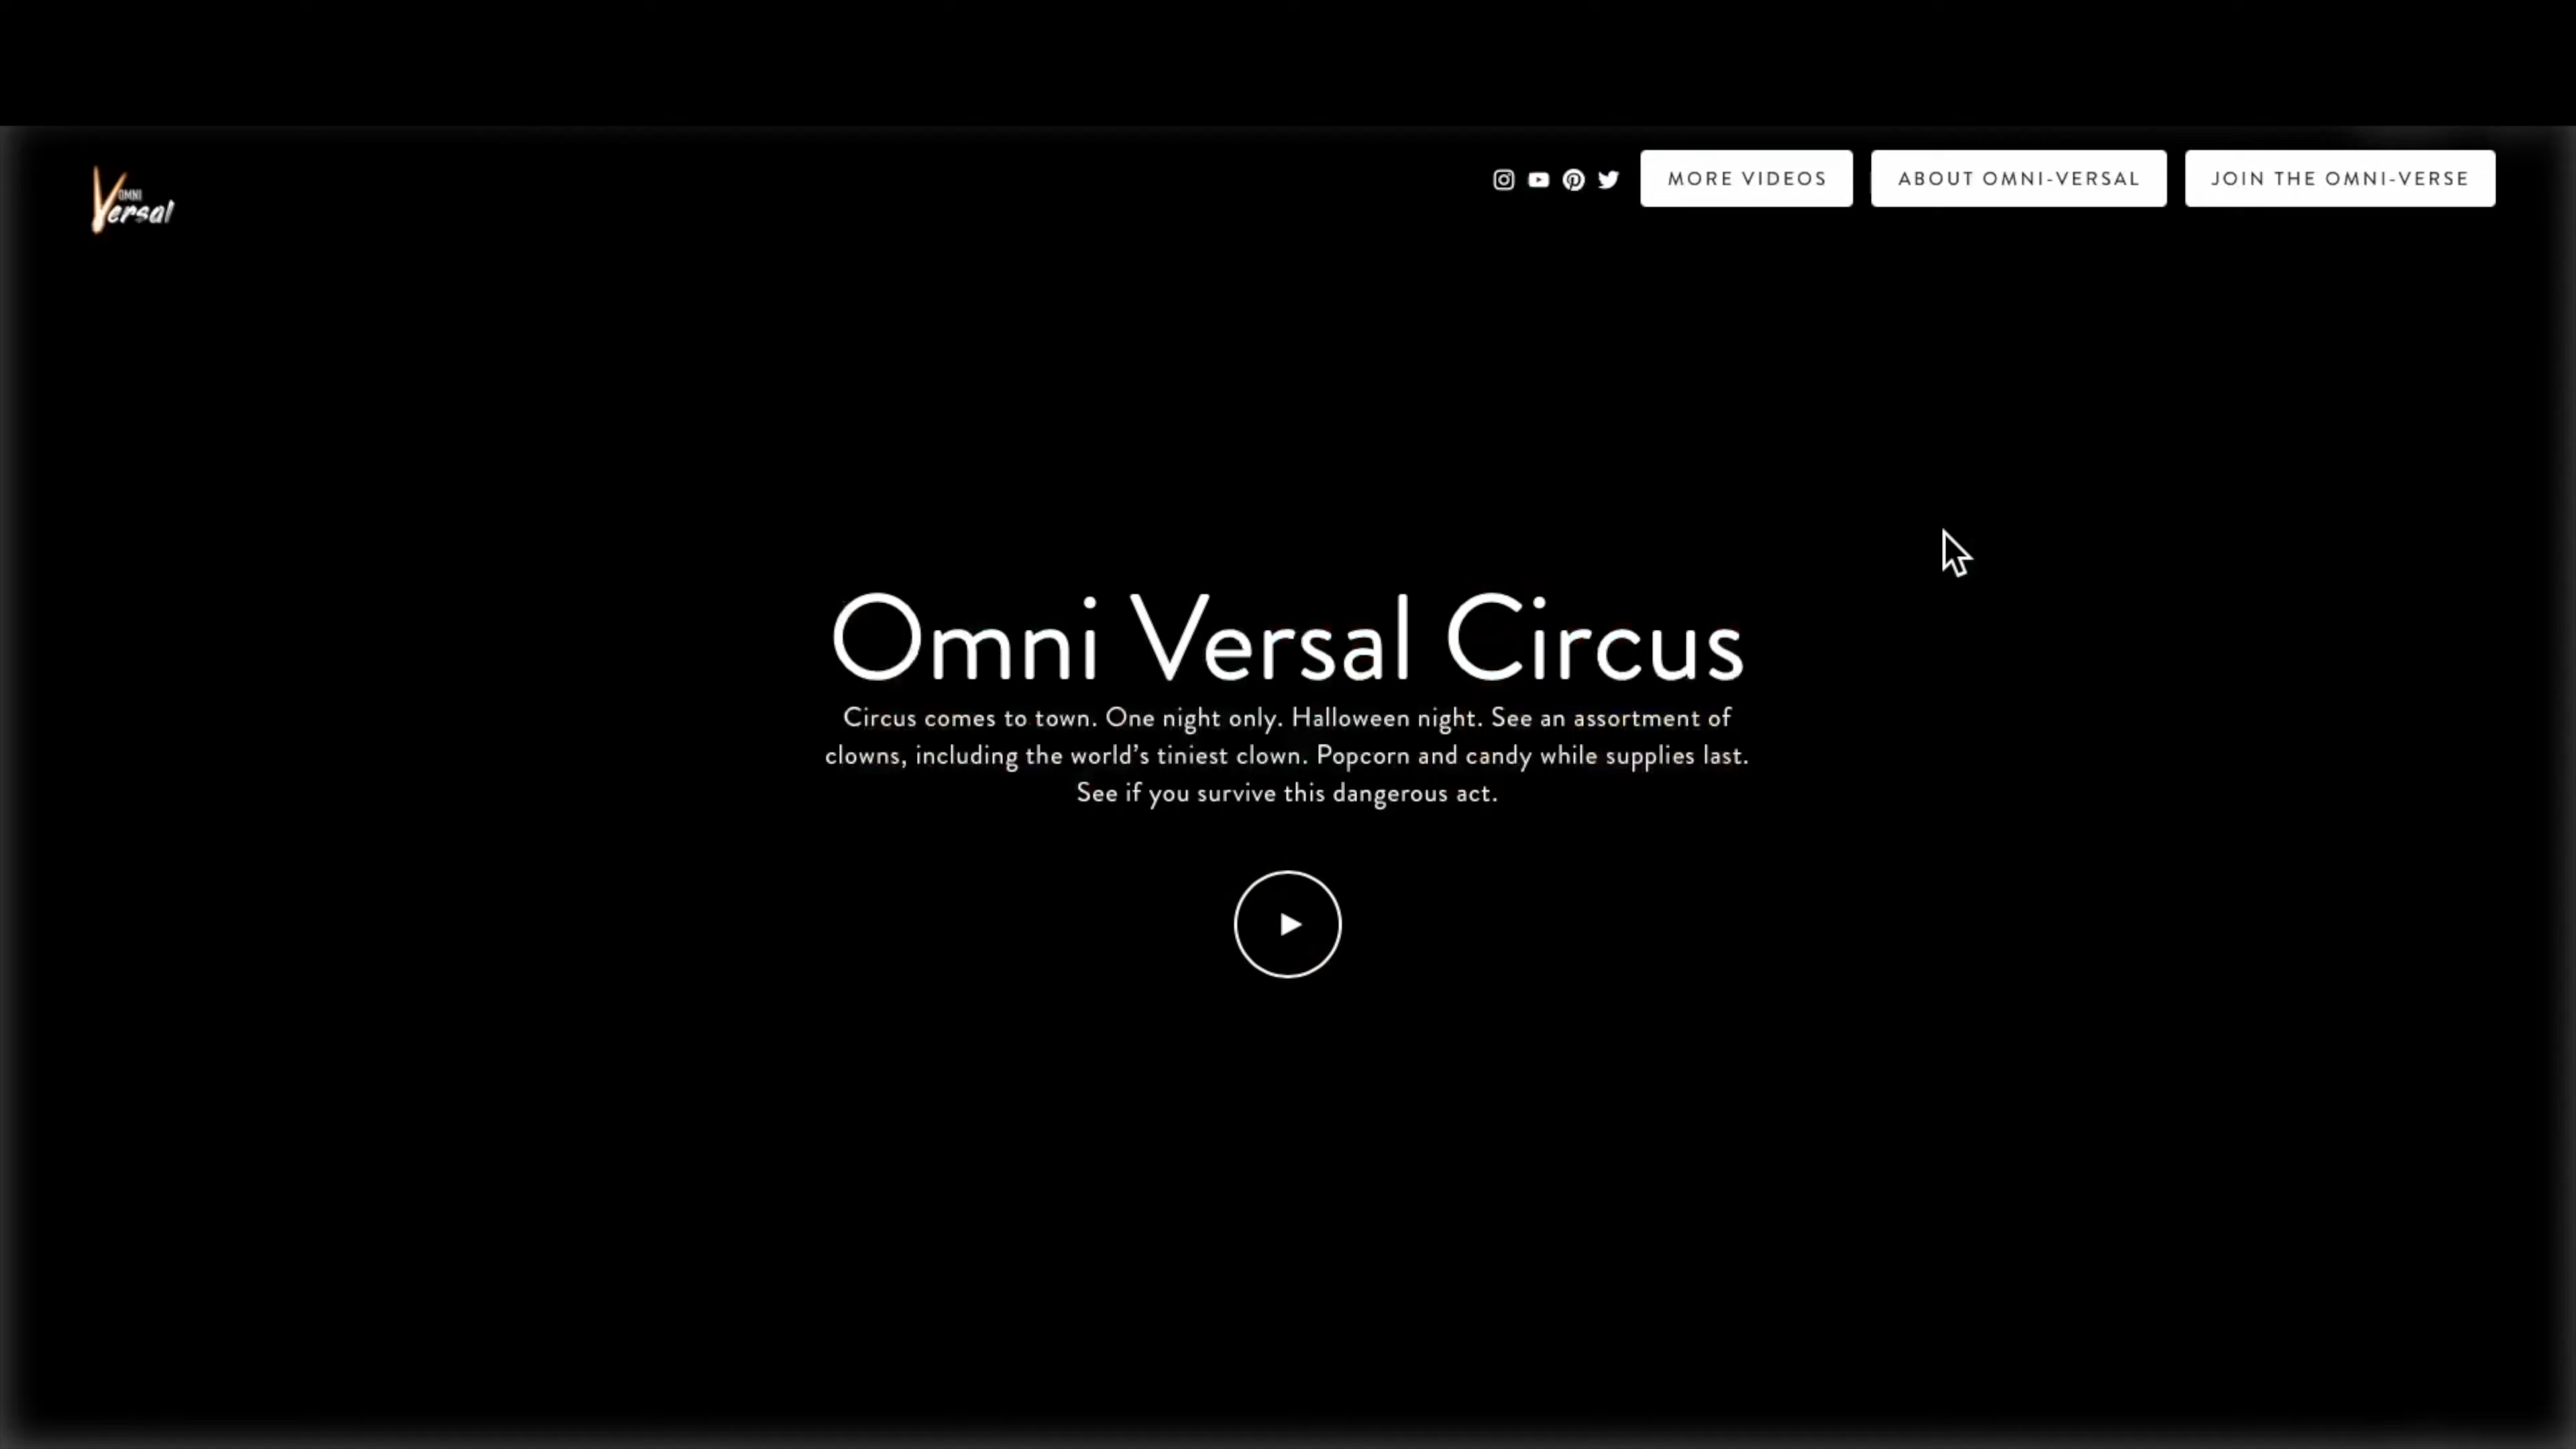 OMNI
Versal
MORE VIDEOS
ABOUT OMNI-VERSAL
JOIN THE OMNI-VERSE
Omni Versal Circus
Circus comes to town. One night only. Halloween night. See an assortment of
clowns, including the world’s tiniest clown. Popcorn and candy while supplies last.
See if you survive this dangerous act.